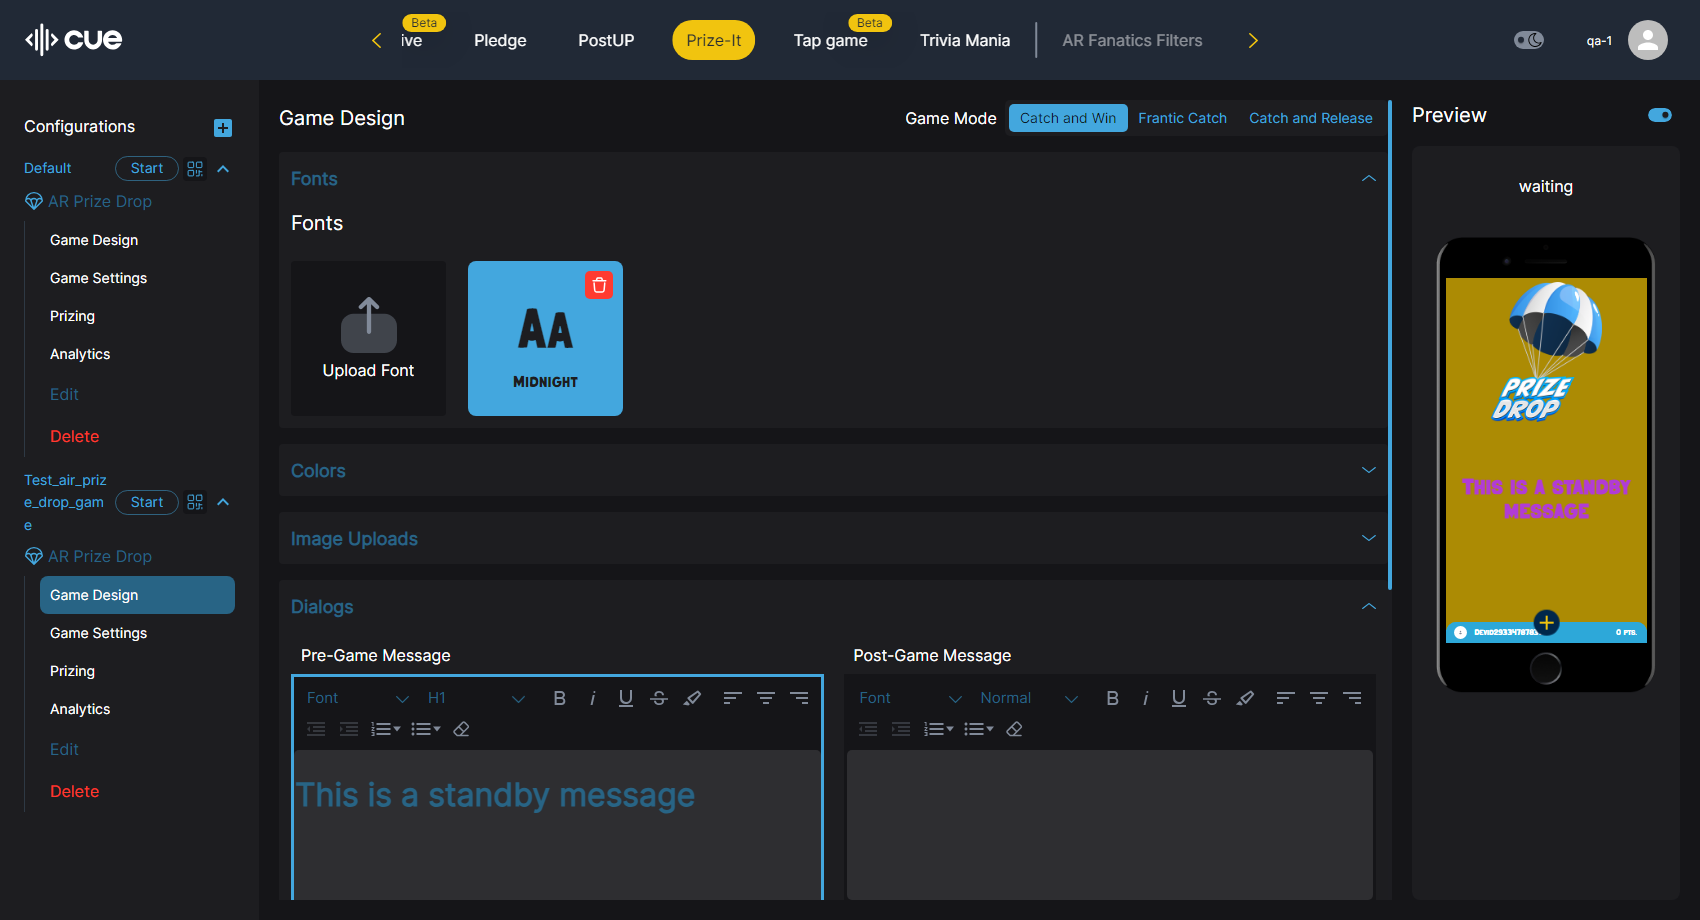 cue
ive
Beta
Pledge
PostUP
Prize-It
Tap game
Beta
Trivia Mania
AR Fanatics Filters
qa-1
Configurations
Default
Start
AR Prize Drop
Game Design
Game Settings
Prizing
Analytics
Edit
Delete
Test_air_priz
e_drop_gam
e
Start
AR Prize Drop
Game Design
Game Settings
Prizing
Analytics
Edit
Delete
Game Design
Game Mode
Catch and Win
Frantic Catch
Catch and Release
Fonts
Fonts
Upload Font
AA
MIDNIGHT
Colors
Image Uploads
Dialogs
Pre-Game Message
Font
H1
This is a standby message
Post-Game Message
Font
Normal
Preview
waiting
PRIZE
DROP
THIS IS A STANDBY
MESSAGE
0 PTS.